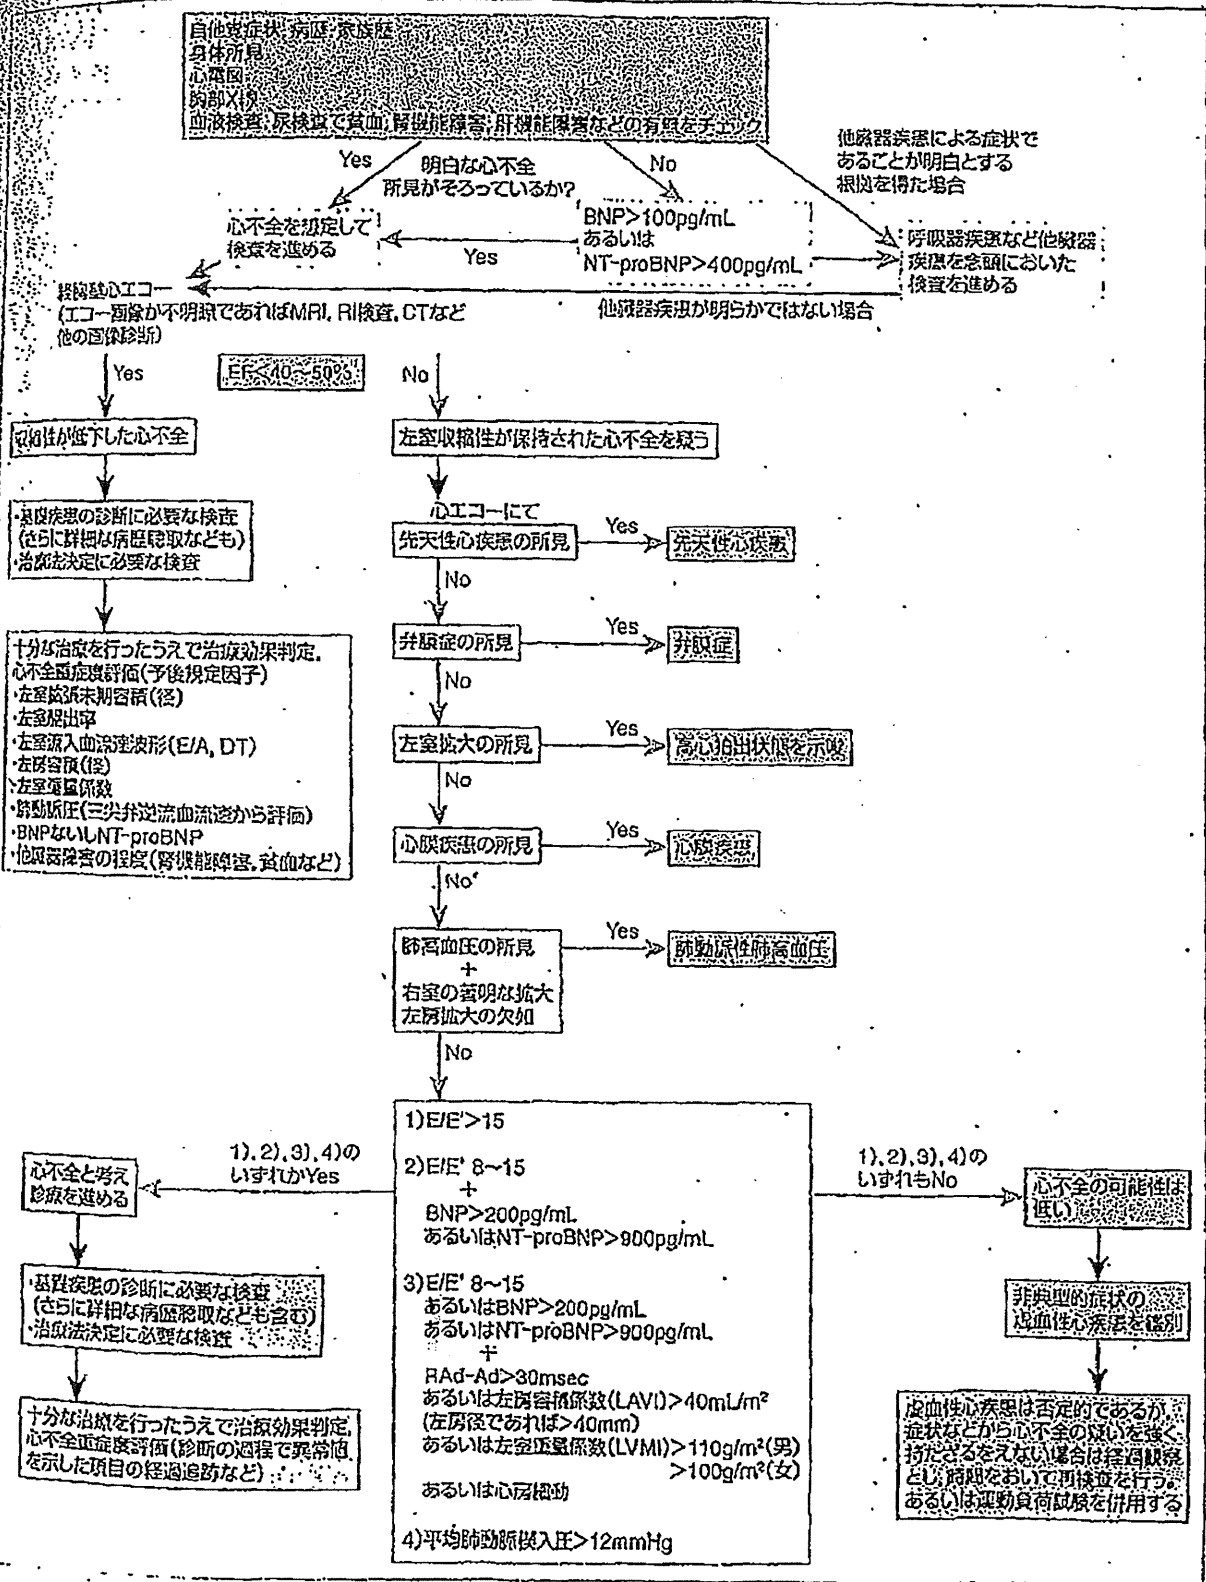 自他覚症状, 病歴, 家族歴
身体所見
心電図
胸部X線
血液検査, 尿検査で貧血, 腎機能障害, 肝機能障害などの有無をチェック
Yes
明白な心不全
所見がそろっているか?
No
他臓器疾患による症状で
あることが明白とする
根拠を得た場合
心不全を想定して
検査を進める
Yes
BNP>100pg/mL
あるいは
NT-proBNP>400pg/mL
呼吸器疾患など他臓器
疾患を念頭においた
検査を進める
他臓器疾患が明らかではない場合
経胸壁心エコー
(エコー画像が不明瞭であればMRI, RI検査, CTなど
他の画像診断)
Yes
EF<40~50%
No
収縮性が低下した心不全
左室収縮性が保持された心不全を疑う
・基礎疾患の診断に必要な検査
(さらに詳細な病歴聴取なども)
・治療法決定に必要な検査
心エコーにて
先天性心疾患の所見
Yes
先天性心疾患
No
十分な治療を行ったうえで治療効果判定,
心不全重症度評価(予後規定因子)
・左室拡張末期容積(径)
・左室駆出率
・左室流入血流速波形(E/A, DT)
・左房容積(径)
・左室重量係数
・肺動脈圧(三尖弁逆流血流速から評価)
・BNPないしNT-proBNP
・他臓器障害の程度(腎機能障害, 貧血など)
弁膜症の所見
Yes
弁膜症
No
左室拡大の所見
Yes
高心拍出状態を示唆
No
心膜疾患の所見
Yes
心膜疾患
No
肺高血圧の所見
+
右室の著明な拡大
左房拡大の欠如
Yes
肺動脈性肺高血圧
No
1)E/E'>15
2)E/E' 8~15
+
BNP>200pg/mL
あるいはNT-proBNP>900pg/mL
3)E/E' 8~15
あるいはBNP>200pg/mL
あるいはNT-proBNP>900pg/mL
+
RAd-Ad>30msec
あるいは左房容積係数(LAVI)>40mL/m²
(左房径であれば>40mm)
あるいは左室重量係数(LVMI)>110g/m²(男)
>100g/m²(女)
あるいは心房細動
4)平均肺動脈楔入圧>12mmHg
1), 2), 3), 4)の
いずれかYes
心不全と考え
診療を進める
・基礎疾患の診断に必要な検査
(さらに詳細な病歴聴取なども含む)
・治療法決定に必要な検査
十分な治療を行ったうえで治療効果判定,
心不全重症度評価(診断の過程で異常値
を示した項目の経過追跡など)
1), 2), 3), 4)の
いずれもNo
心不全の可能性は
低い
非典型的症状の
虚血性心疾患を鑑別
虚血性心疾患は否定的であるが,
症状などから心不全の疑いを強く
持たざるをえない場合は経過観察
とし, 時間をおいて再検査を行う。
あるいは運動負荷試験を併用する